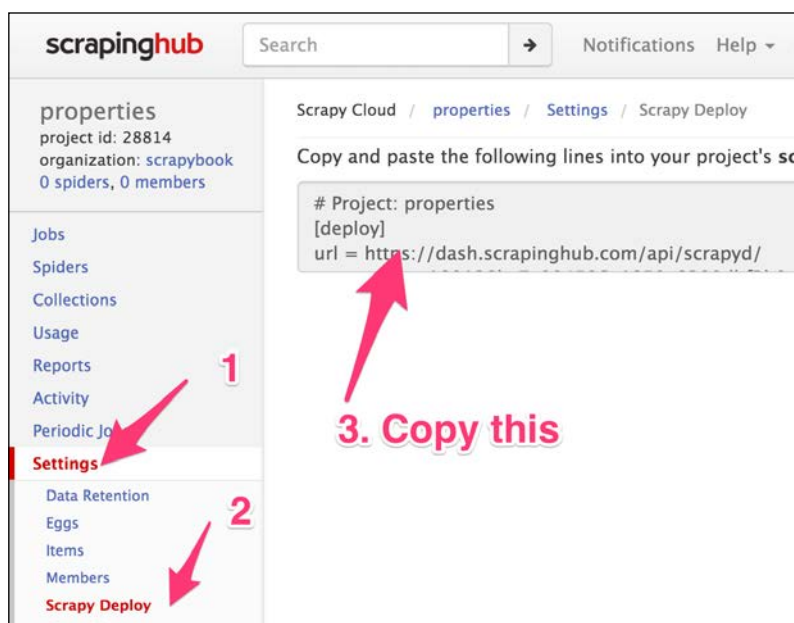 scrapinghub
Search
Notifications Help
properties
project id: 28814
organization: scrapybook
0 spiders, 0 members
Scrapy Cloud / properties / Settings / Scrapy Deploy
Copy and paste the following lines into your project's
# Project: properties
[deploy]
url = https://dash.scrapinghub.com/api/scrapyd/
Jobs
Spiders
Collections
Usage
Reports
Activity
Periodic
Settings
Data Retention
Eggs
Items
Members
Scrapy Deploy
1
2
3. Copy this